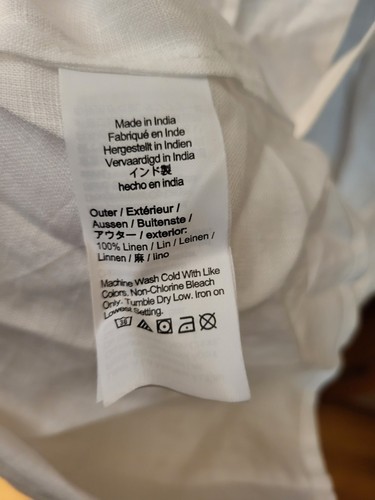 Made in India
Fabriqué en Inde
Hergestellt in Indien
Vervaardigd in India
インド製
hecho en india
Outer / Extérieur /
Aussen / Buitenste /
アウター / exterior:
100% Linen / Lin / Leinen /
Linnen / 麻 / lino
Machine Wash Cold With Like
Colors. Non-Chlorine Bleach
Only. Tumble Dry Low. Iron on
Lowest Setting.